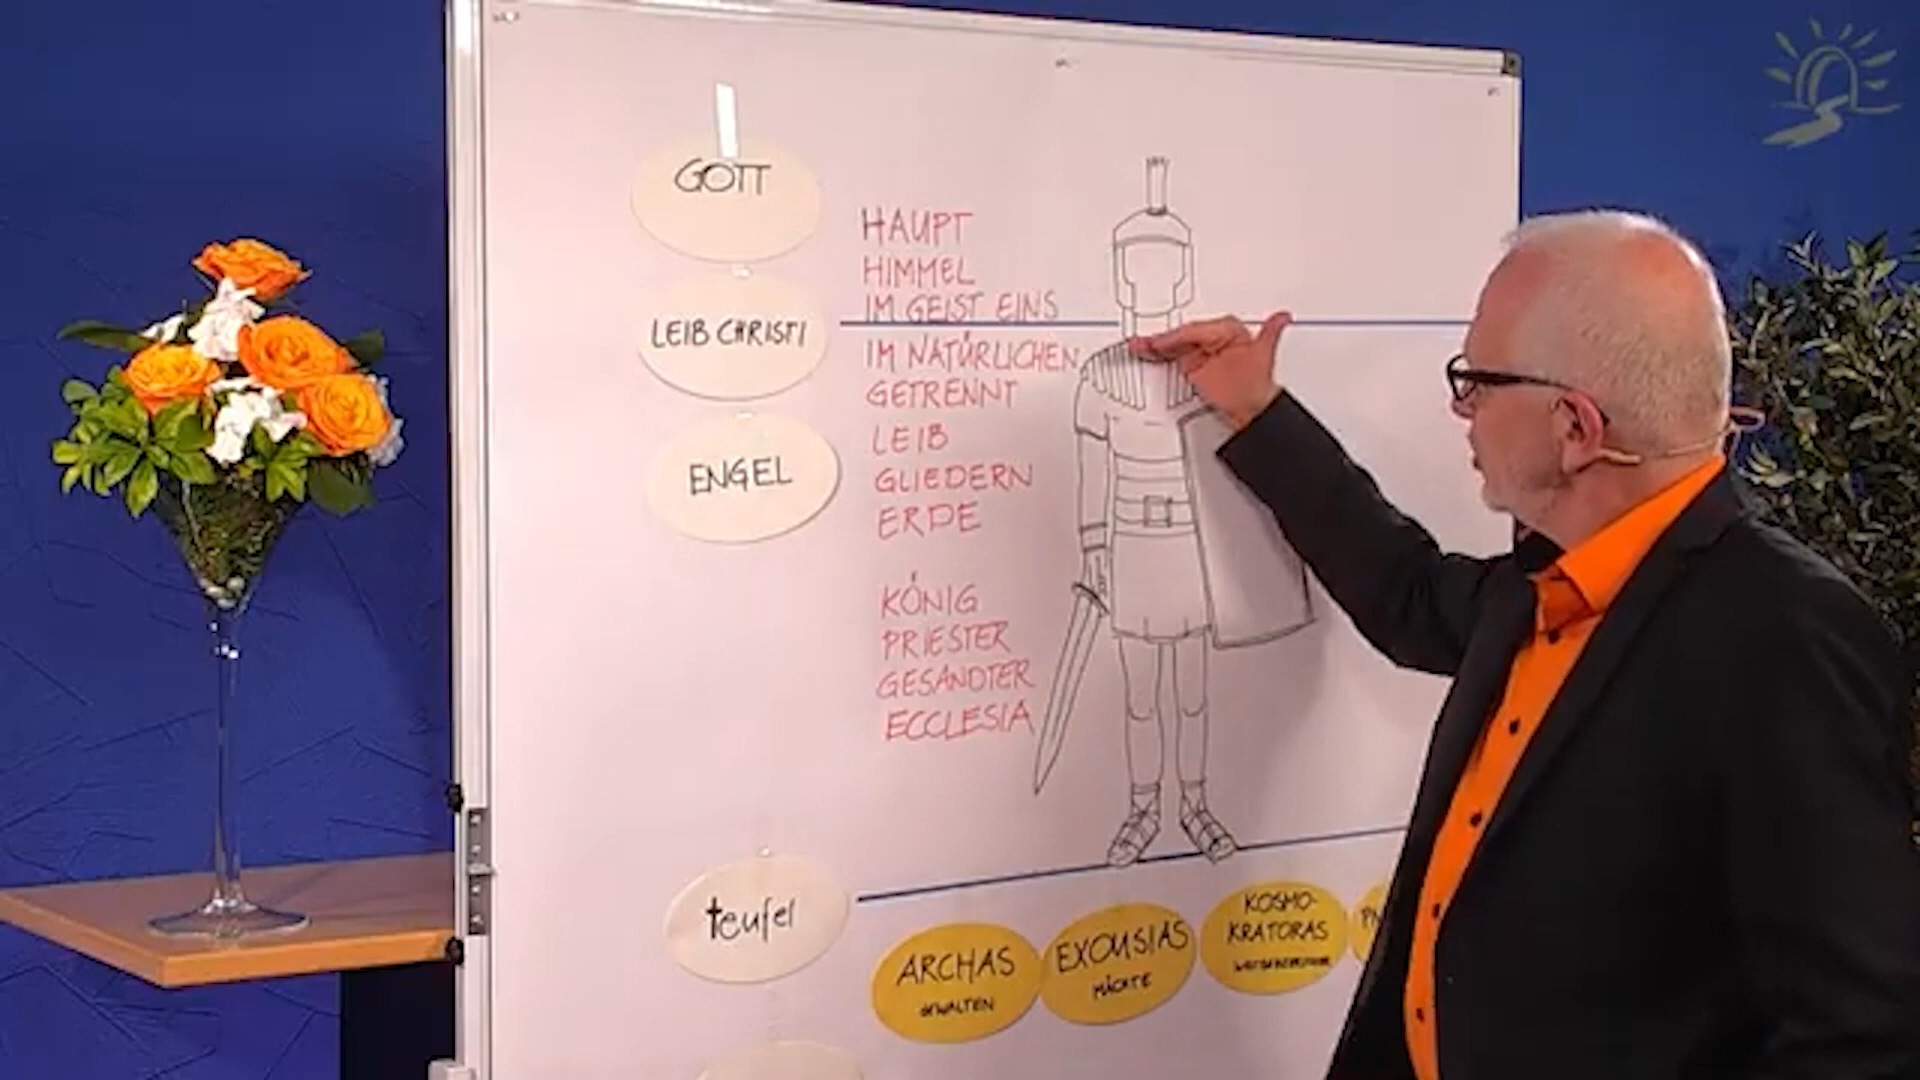 GOTT
HAUPT
HIMMEL
IM GEIST EINS
LEIB CHRISTI
IM NATÜRLICHEN
GETRENNT
LEIB
GLIEDERN
ERDE
ENGEL
KÖNIG
PRIESTER
GESANDTER
ECCLESIA
teufel
ARCHAS
GEWALTEN
EXOUSIAS
MÄCHTE
KOSMO-
KRATORAS